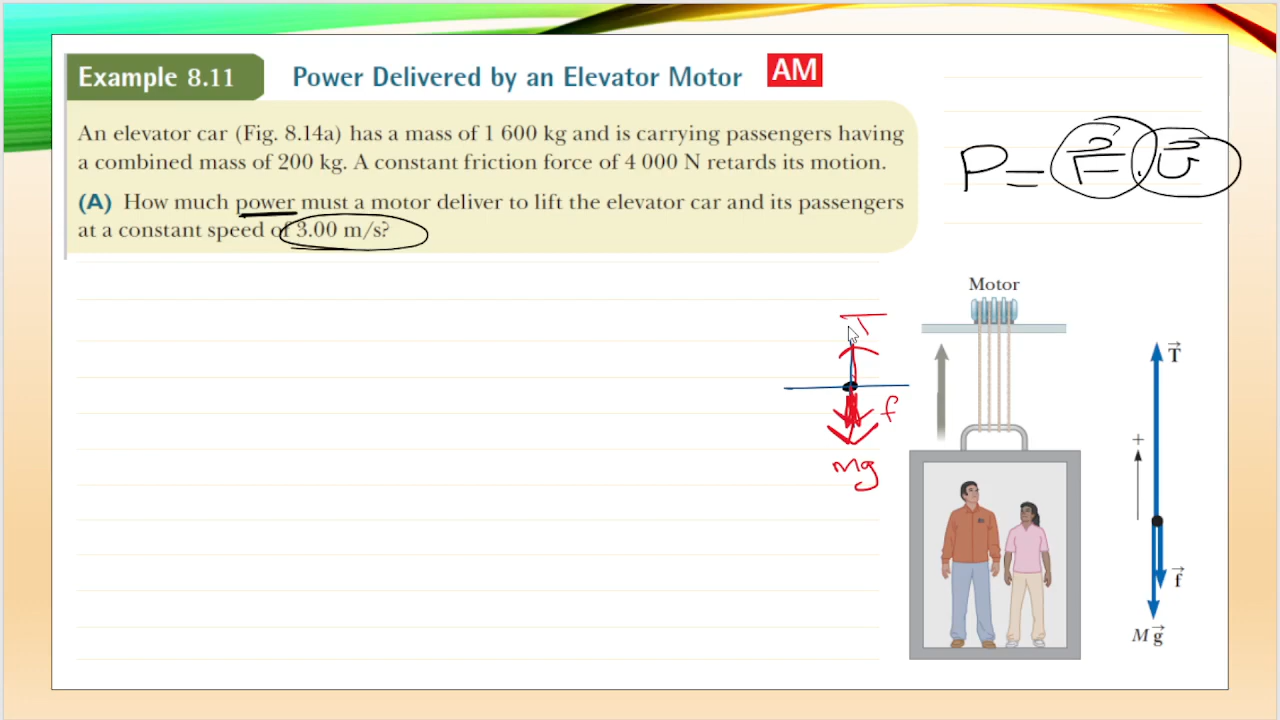 Example 8.11 Power Delivered by an Elevator Motor AM
An elevator car (Fig. 8.14a) has a mass of 1 600 kg and is carrying passengers having
a combined mass of 200 kg. A constant friction force of 4 000 N retards its motion.
(A) How much power must a motor deliver to lift the elevator car and its passengers
at a constant speed of 3.00 m/s?
P = F⃗ . v⃗
Motor
T
f
mg
T⃗
+
f⃗
M g⃗